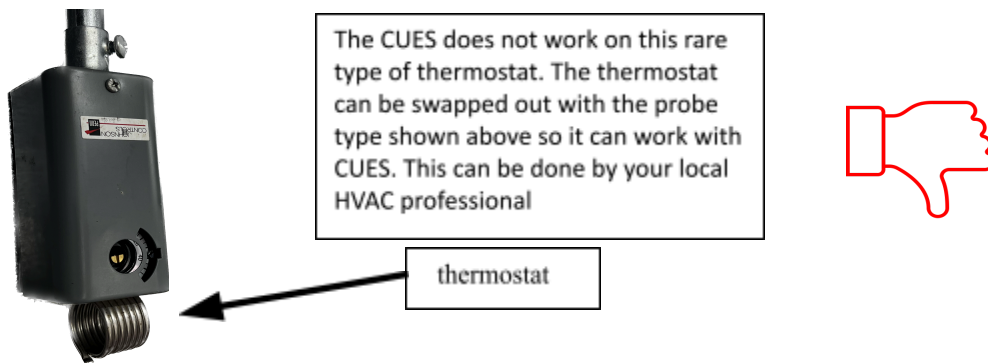 The CUES does not work on this rare
type of thermostat. The thermostat
can be swapped out with the probe
type shown above so it can work with
CUES. This can be done by your local
HVAC professional
thermostat
JOHNSON
CONTROLS